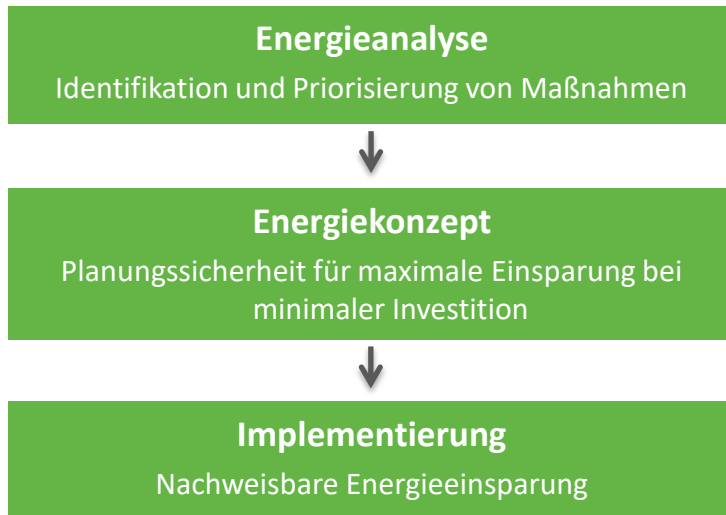 Energieanalyse
Identifikation und Priorisierung von Maßnahmen
Energiekonzept
Planungssicherheit für maximale Einsparung bei
minimaler Investition
Implementierung
Nachweisbare Energieeinsparung